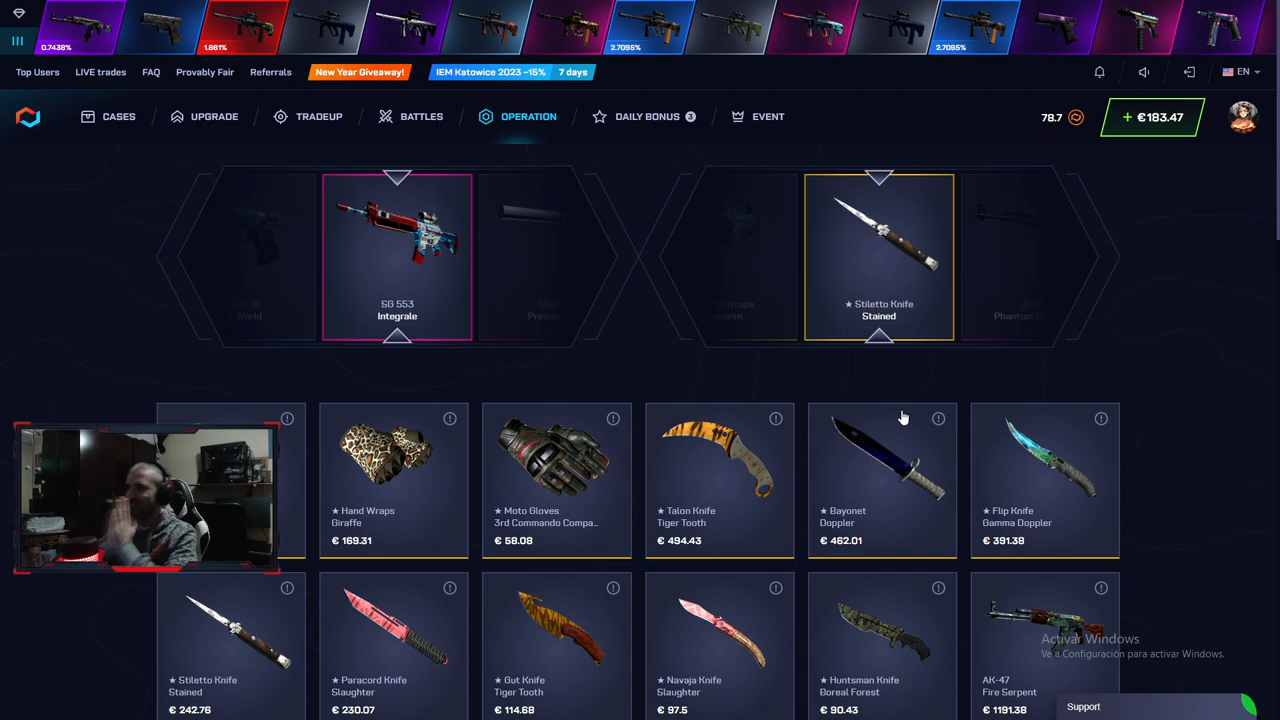 0.7438%
1.661%
2.7095%
2.7095%
Top Users
LIVE trades
FAQ
Provably Fair
Referrals
New Year Giveaway!
IEM Katowice 2023 -15%
7 days
EN
CASES
UPGRADE
TRADEUP
BATTLES
OPERATION
DAILY BONUS 3
EVENT
78.7
+ €183.47
SG 553
Integrale
★ Stiletto Knife
Stained
★ Hand Wraps
Giraffe
€ 169.31
★ Moto Gloves
3rd Commando Compa...
€ 58.08
★ Talon Knife
Tiger Tooth
€ 494.43
★ Bayonet
Doppler
€ 462.01
★ Flip Knife
Gamma Doppler
€ 391.38
★ Stiletto Knife
Stained
€ 242.76
★ Paracord Knife
Slaughter
€ 230.07
★ Gut Knife
Tiger Tooth
€ 114.68
★ Navaja Knife
Slaughter
€ 97.5
★ Huntsman Knife
Boreal Forest
€ 90.43
AK-47
Fire Serpent
€ 1191.38
Activar Windows
Ve a Configuración para activar Windows.
Support